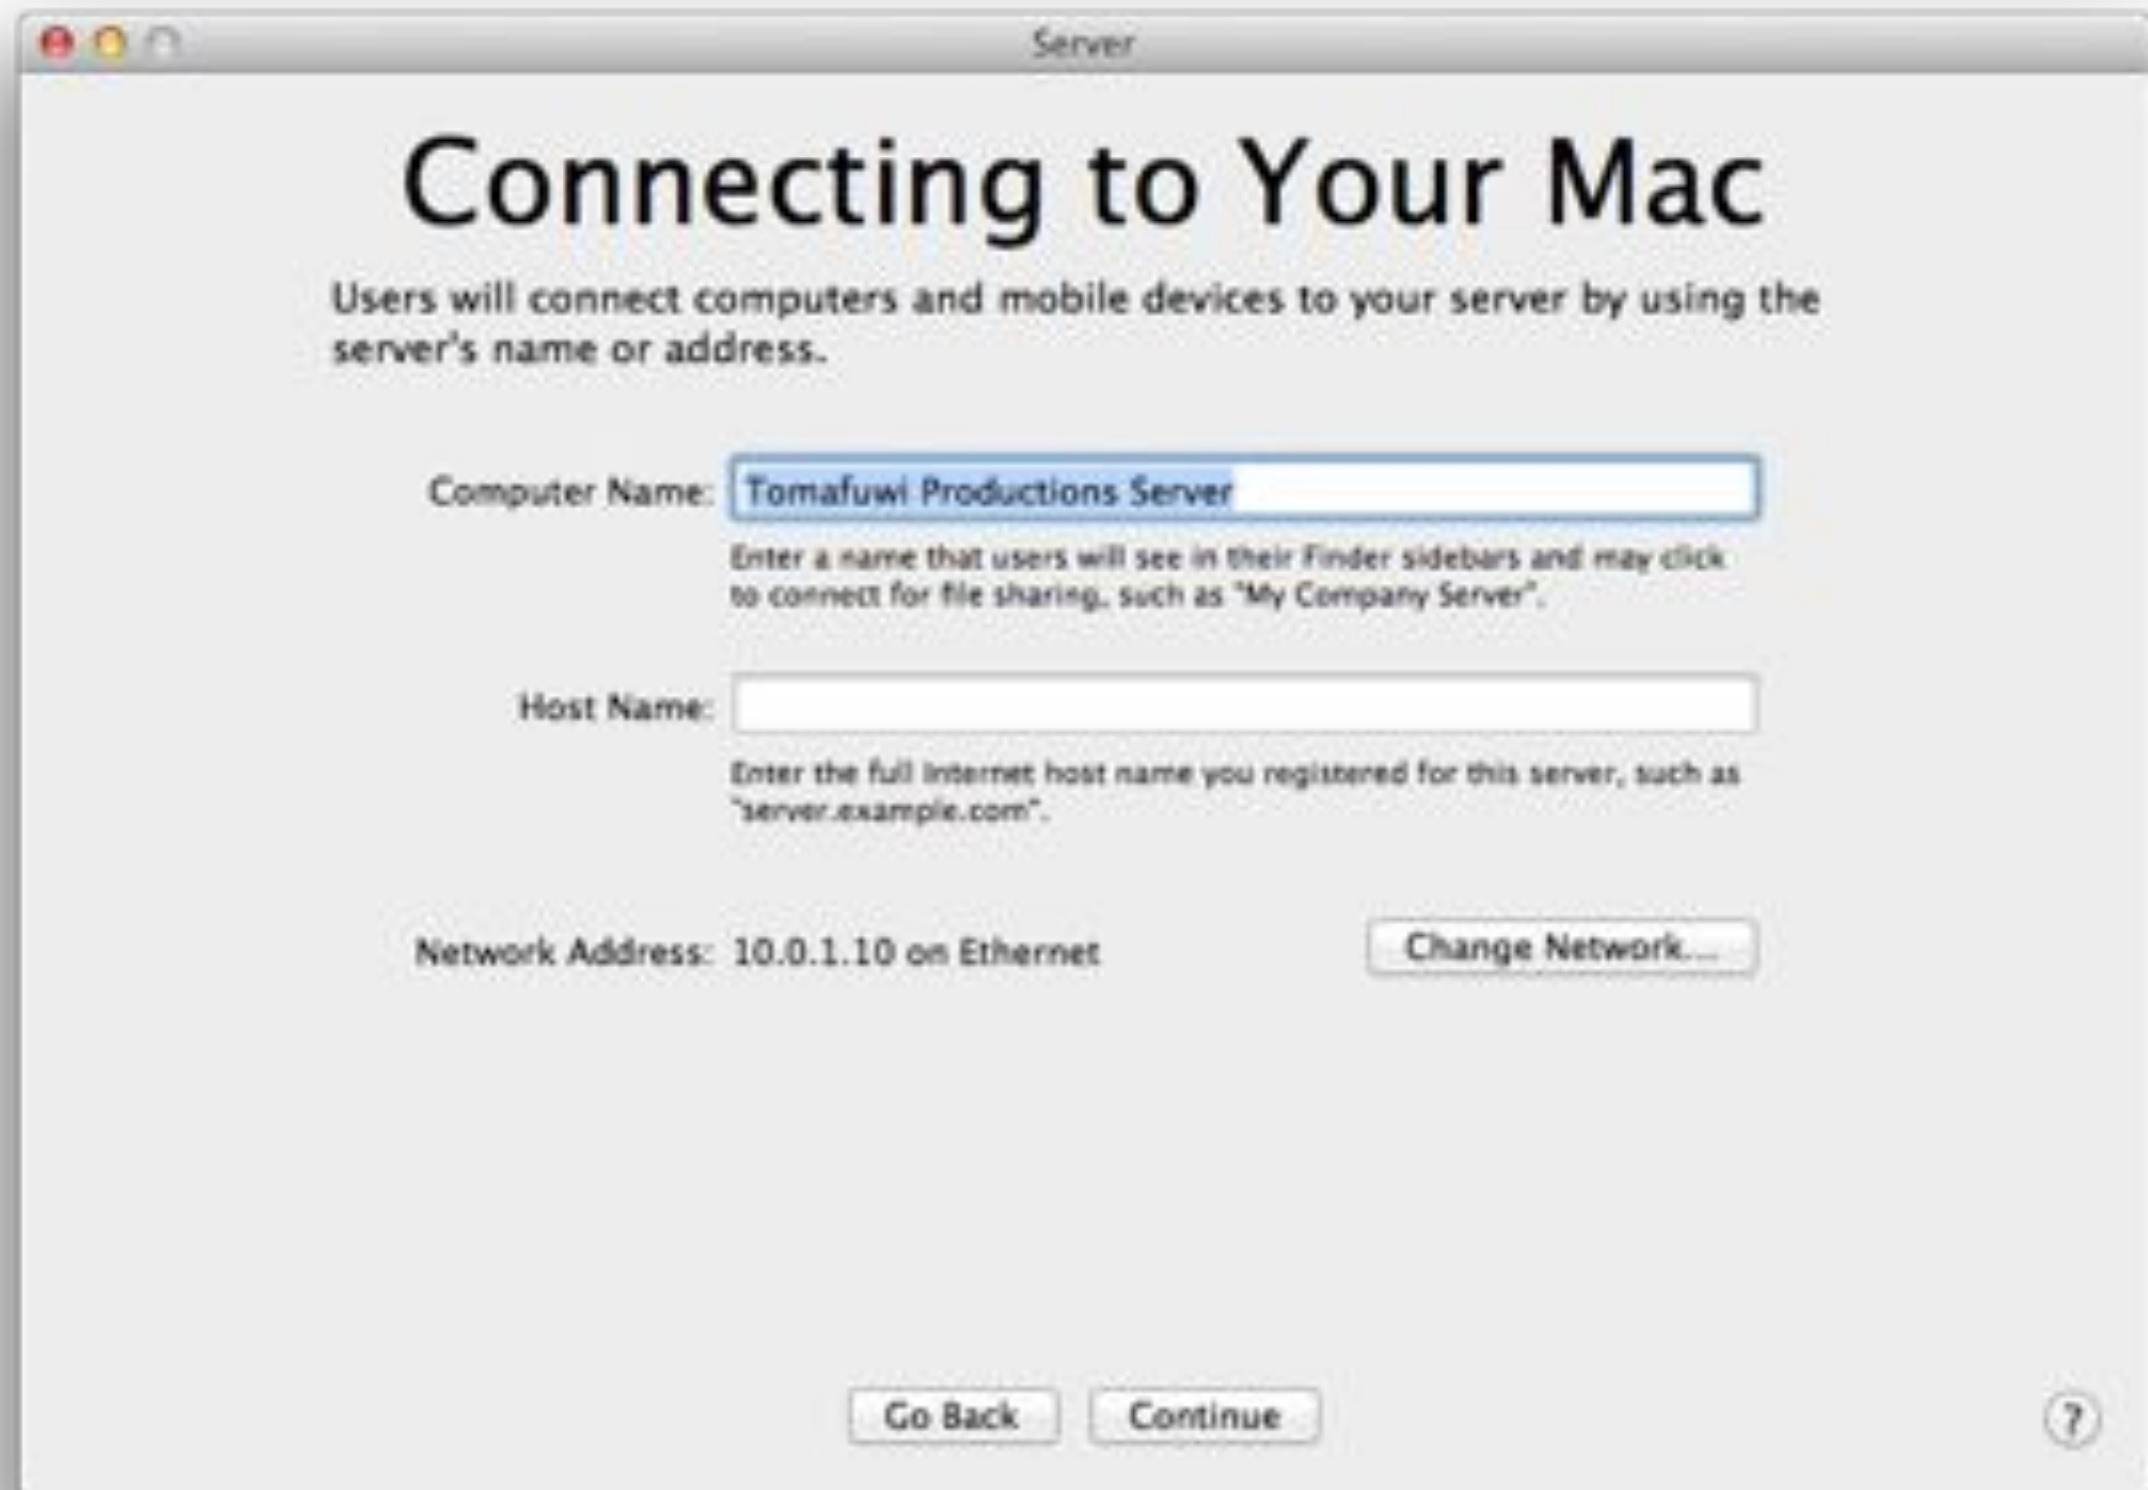 Server
Connecting to Your Mac
Users will connect computers and mobile devices to your server by using the
server's name or address.
Computer Name: Tomafuwi Productions Server
Enter a name that users will see in their Finder sidebars and may click
to connect for file sharing, such as "My Company Server".
Host Name:
Enter the full Internet host name you registered for this server, such as
"server.example.com".
Network Address: 10.0.1.10 on Ethernet Change Network...
Go Back Continue ?